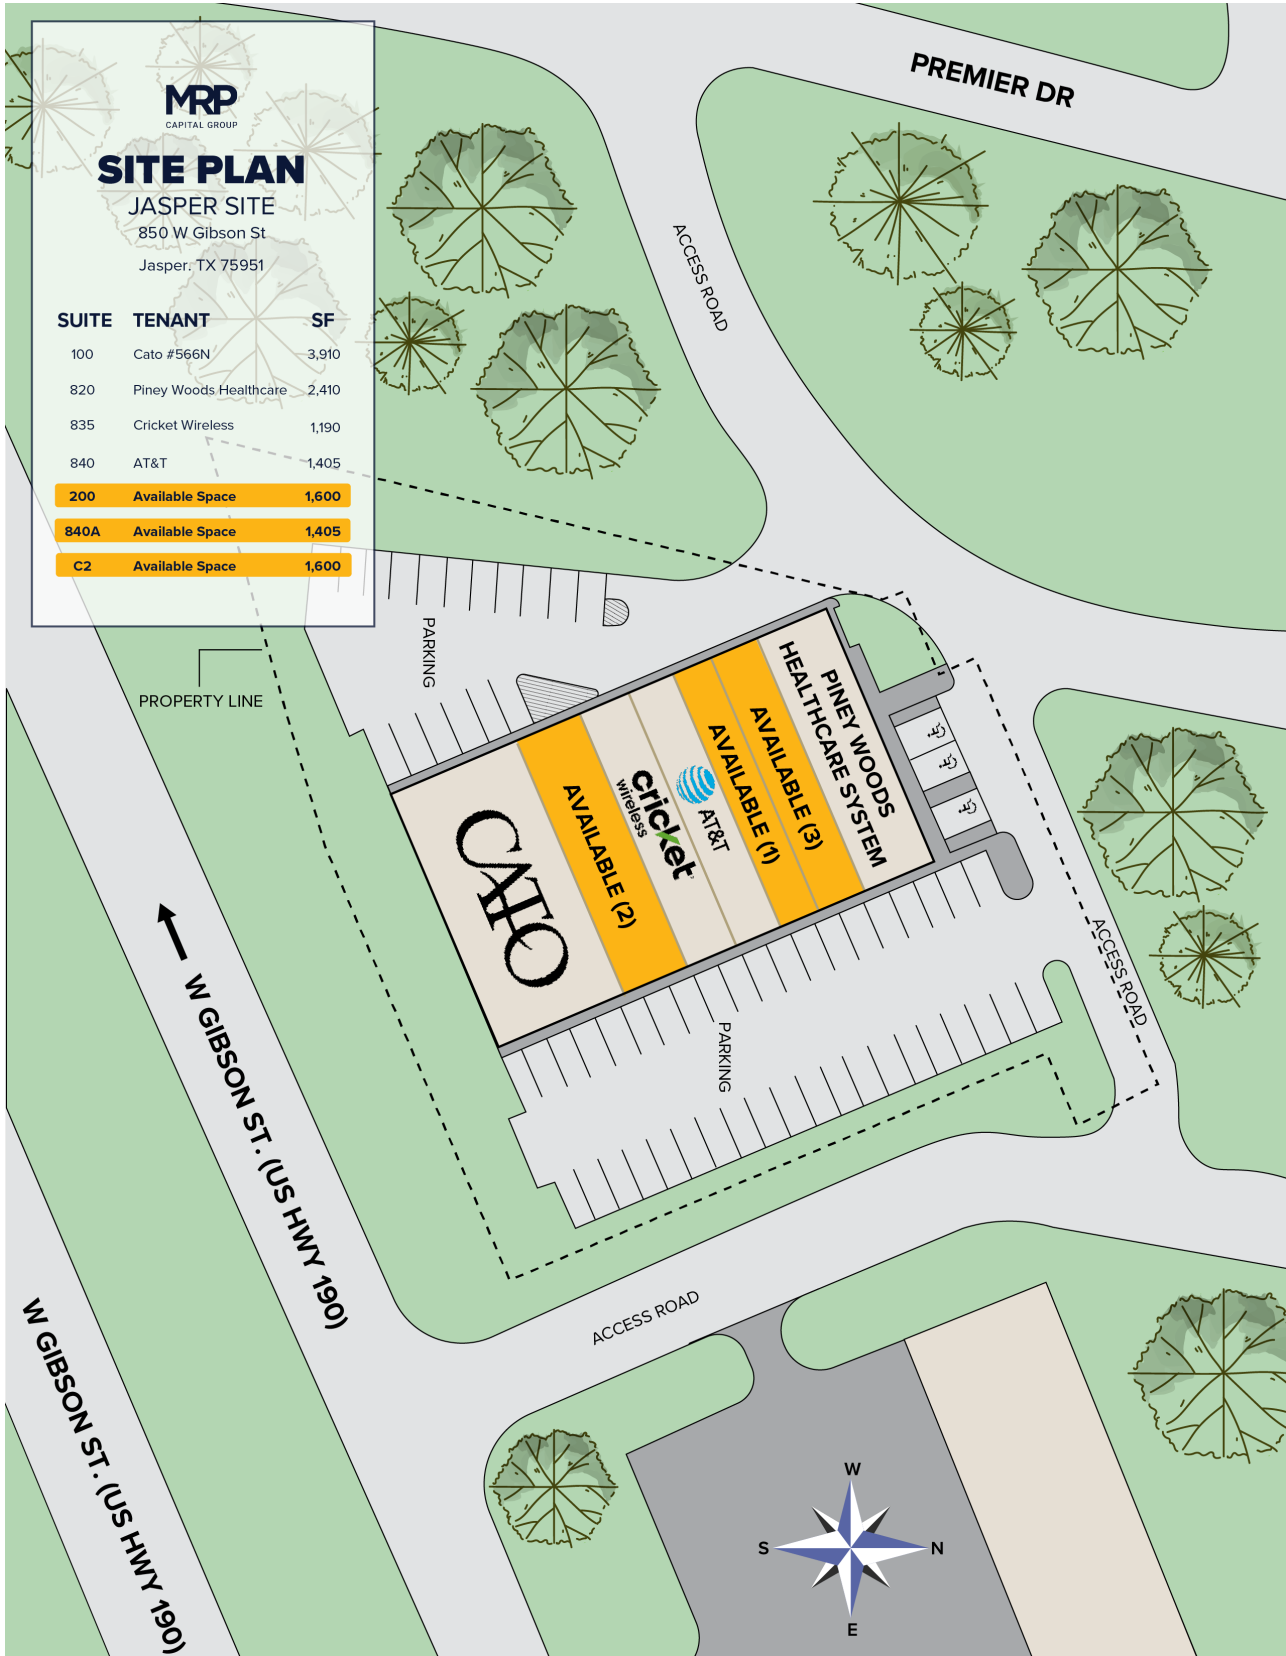 MRP
CAPITAL GROUP
SITE PLAN
JASPER SITE
850 W Gibson St
Jasper. TX 75951
SUITE TENANT SF
100 Cato #566N 3,910
820 Piney Woods Healthcare 2,410
835 Cricket Wireless 1,190
840 AT&T 1,405
200 Available Space 1,600
840A Available Space 1,405
C2 Available Space 1,600
PREMIER DR
ACCESS ROAD
PARKING
PROPERTY LINE
CATO
AVAILABLE (2)
cricket
wireless
AT&T
AVAILABLE (1)
AVAILABLE (3)
PINEY WOODS
HEALTHCARE SYSTEM
ACCESS ROAD
PARKING
W GIBSON ST. (US HWY 190)
W GIBSON ST. (US HWY 190)
ACCESS ROAD
W
S
N
E